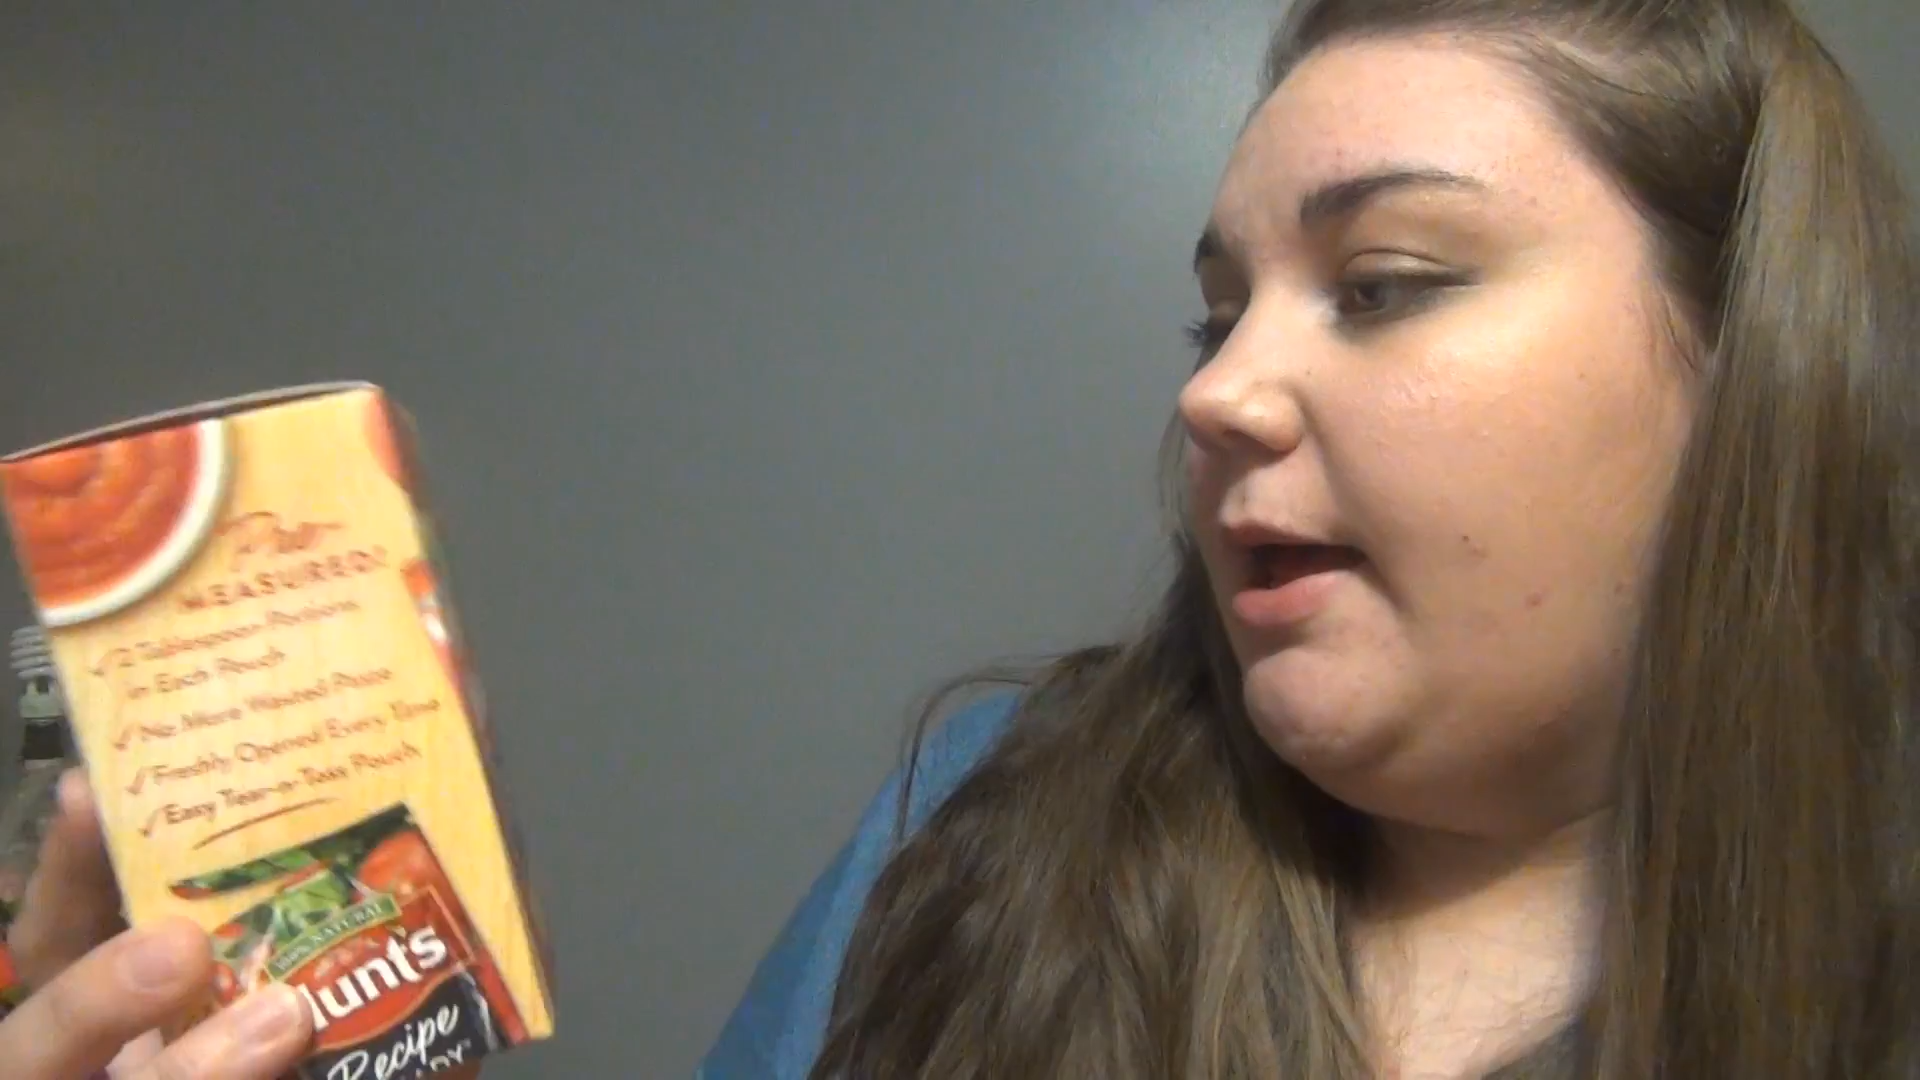 Pre
MEASURED!
✓2 Tablespoon Portions
in Each Pouch
✓No More Wasted Paste
✓Freshly Opened Every Time
✓Easy Tear-or-Toss Pouch
100% NATURAL
Hunt's
Recipe